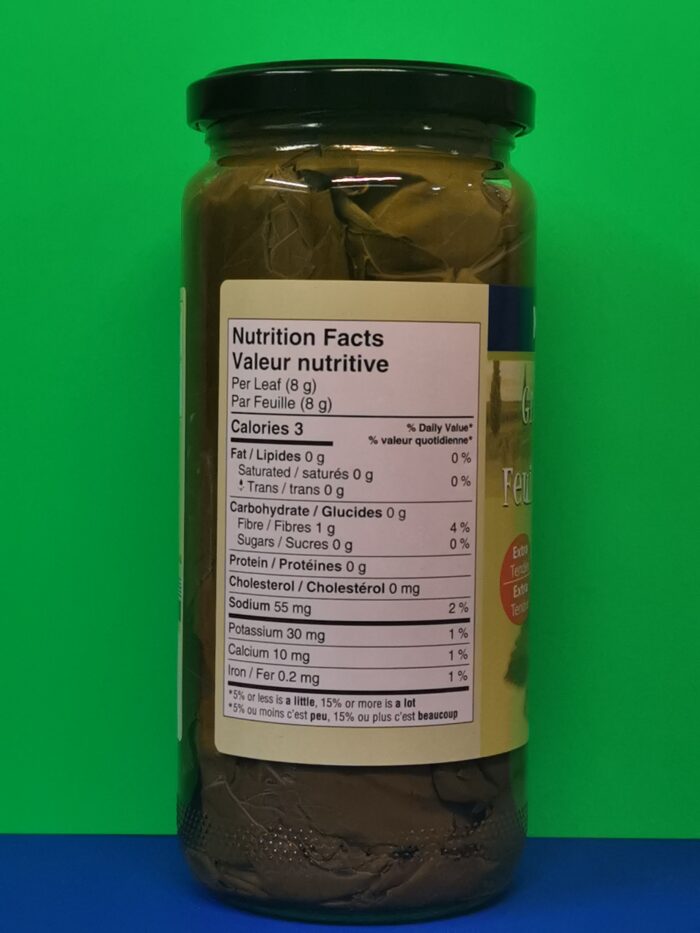 Nutrition Facts
Valeur nutritive
Per Leaf (8 g)
Par Feuille (8 g)
Calories 3
% Daily Value*
% valeur quotidienne*
Fat / Lipides 0 g 0 %
Saturated / saturés 0 g
+ Trans / trans 0 g 0 %
Carbohydrate / Glucides 0 g
Fibre / Fibres 1 g 4 %
Sugars / Sucres 0 g 0 %
Protein / Protéines 0 g
Cholesterol / Cholestérol 0 mg
Sodium 55 mg 2 %
Potassium 30 mg 1 %
Calcium 10 mg 1 %
Iron / Fer 0.2 mg 1 %
*5% or less is a little, 15% or more is a lot
*5% ou moins c'est peu, 15% ou plus c'est beaucoup
Extra
Extra